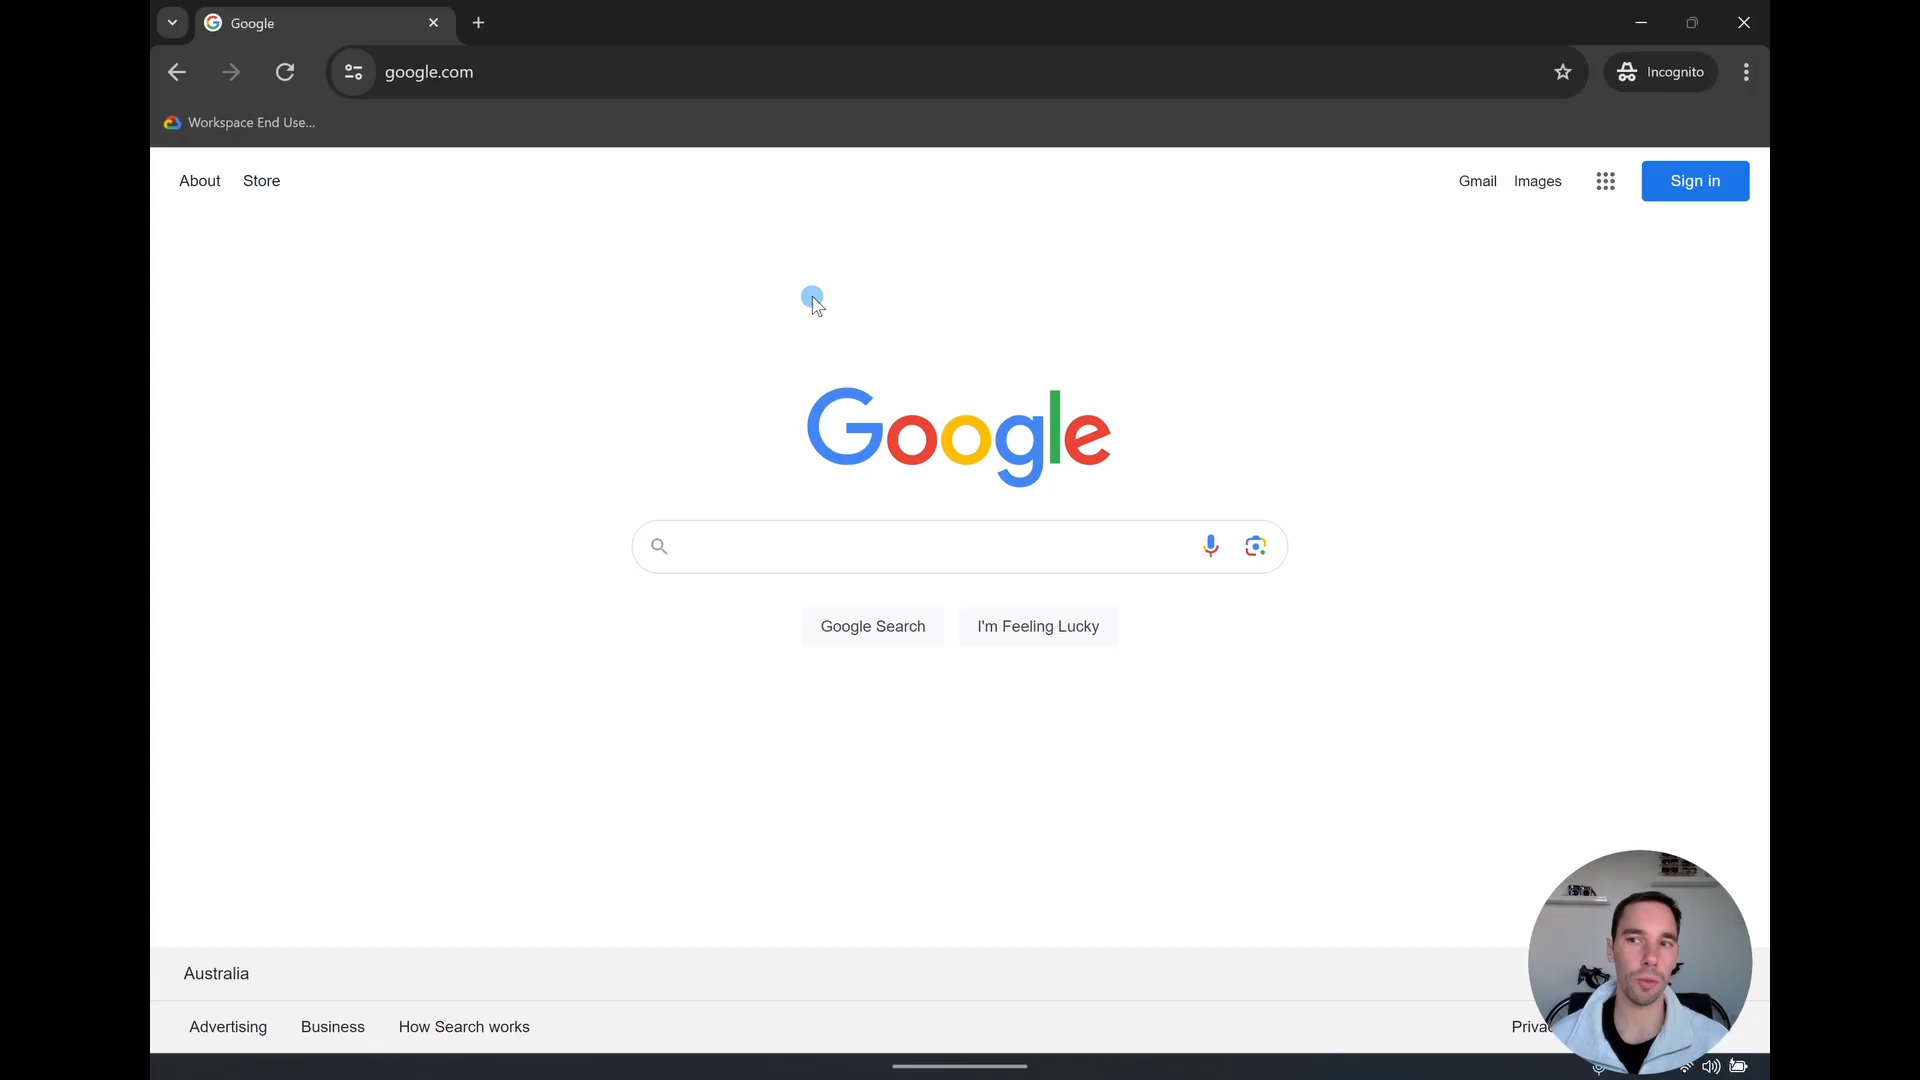 Google
google.com
Incognito
Workspace End Use...
About Store
Gmail Images Sign in
Google
Google Search I'm Feeling Lucky
Australia
Advertising Business How Search works